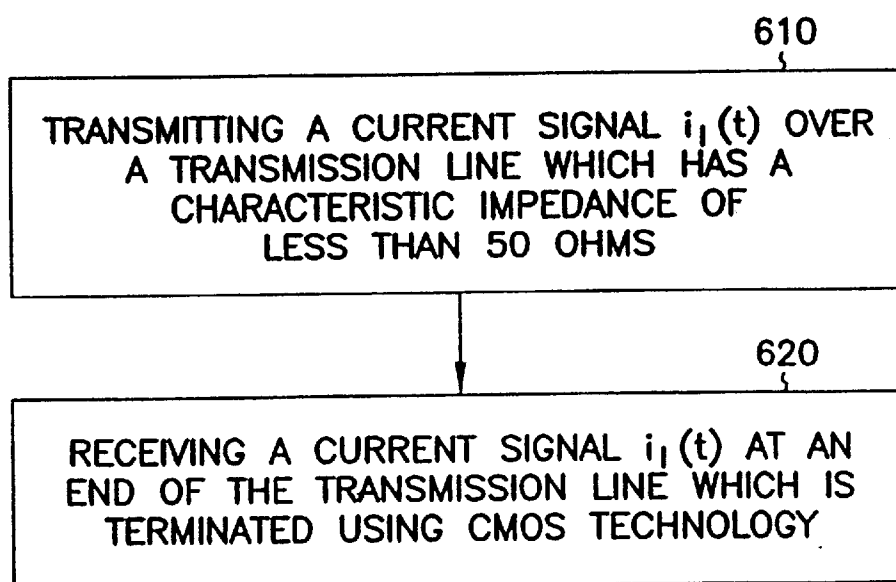 610
TRANSMITTING A CURRENT SIGNAL i₁(t) OVER
A TRANSMISSION LINE WHICH HAS A
CHARACTERISTIC IMPEDANCE OF
LESS THAN 50 OHMS
620
RECEIVING A CURRENT SIGNAL i₁(t) AT AN
END OF THE TRANSMISSION LINE WHICH IS
TERMINATED USING CMOS TECHNOLOGY